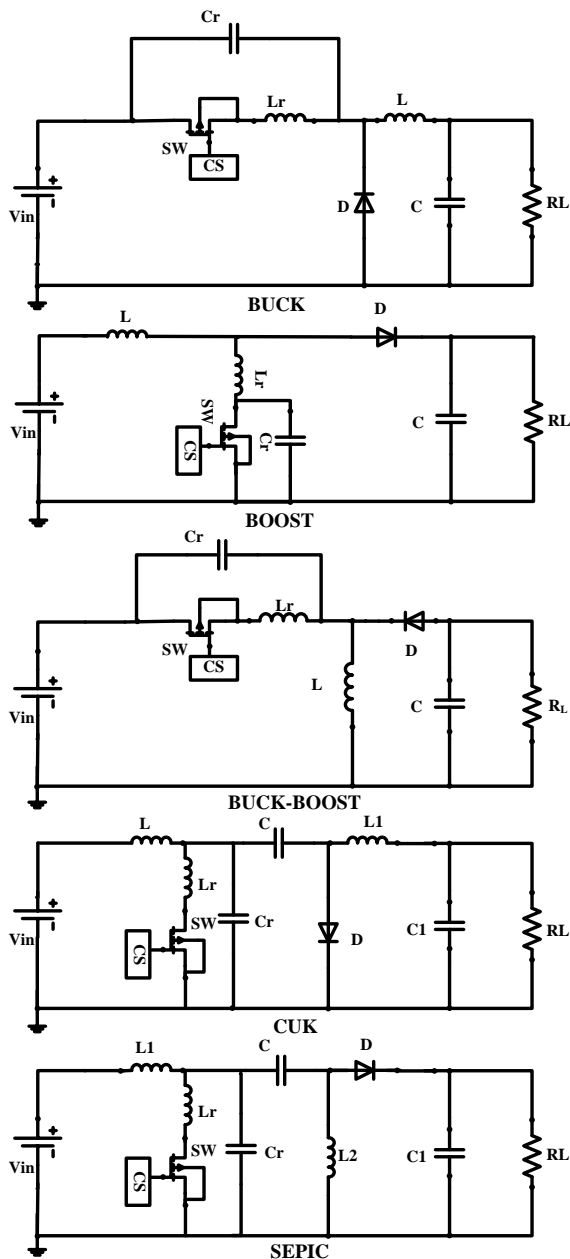 Cr
Lr
L
SW
CS
Vin
+
D
C
RL
BUCK
L
D
Lr
SW
CS
Cr
Vin
+
C
RL
BOOST
Cr
Lr
SW
CS
D
Vin
+
L
C
RL
BUCK-BOOST
L
C
L1
Lr
SW
CS
Cr
Vin
+
D
C1
RL
CUK
L1
C
D
Lr
SW
CS
Cr
Vin
+
L2
C1
RL
SEPIC